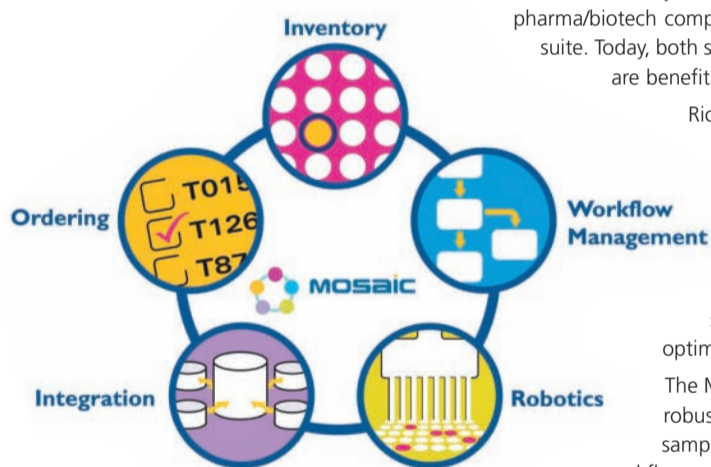 pharma/biotech comp
suite. Today, both s
are benefit
Ric
Inventory
Ordering
T015
T126
T87
Workflow
Management
MOSAIC
optim
Integration
Robotics
The M
robus
samp